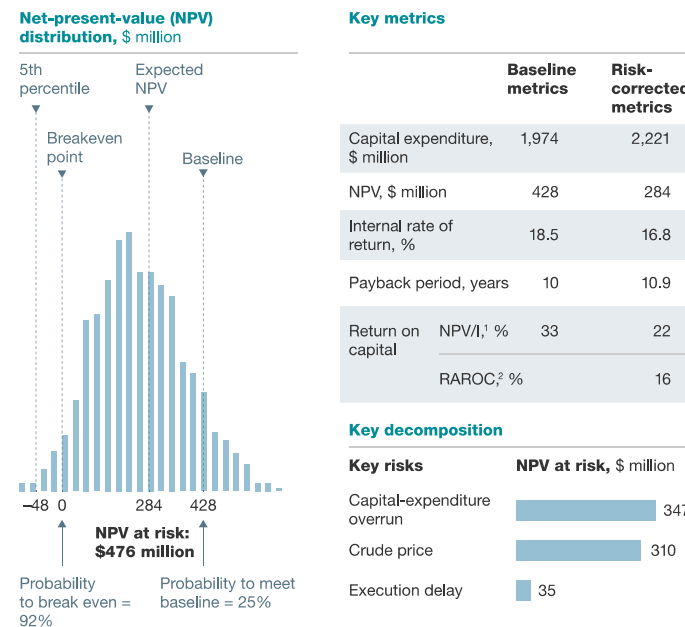 Net-present-value (NPV)
distribution, $ million
5th
percentile
Expected
NPV
Breakeven
point
Baseline
–48 0 284 428
NPV at risk:
$476 million
Probability
to break even =
92%
Probability to meet
baseline = 25%
Key metrics
Baseline
metrics
Risk-
corrected
metrics
Capital expenditure,
$ million
1,974 2,221
NPV, $ million 428 284
Internal rate of
return, %
18.5 16.8
Payback period, years 10 10.9
Return on
capital
NPV/I,¹ % 33 22
RAROC,² % 16
Key decomposition
Key risks NPV at risk, $ million
Capital-expenditure
overrun
347
Crude price 310
Execution delay 35